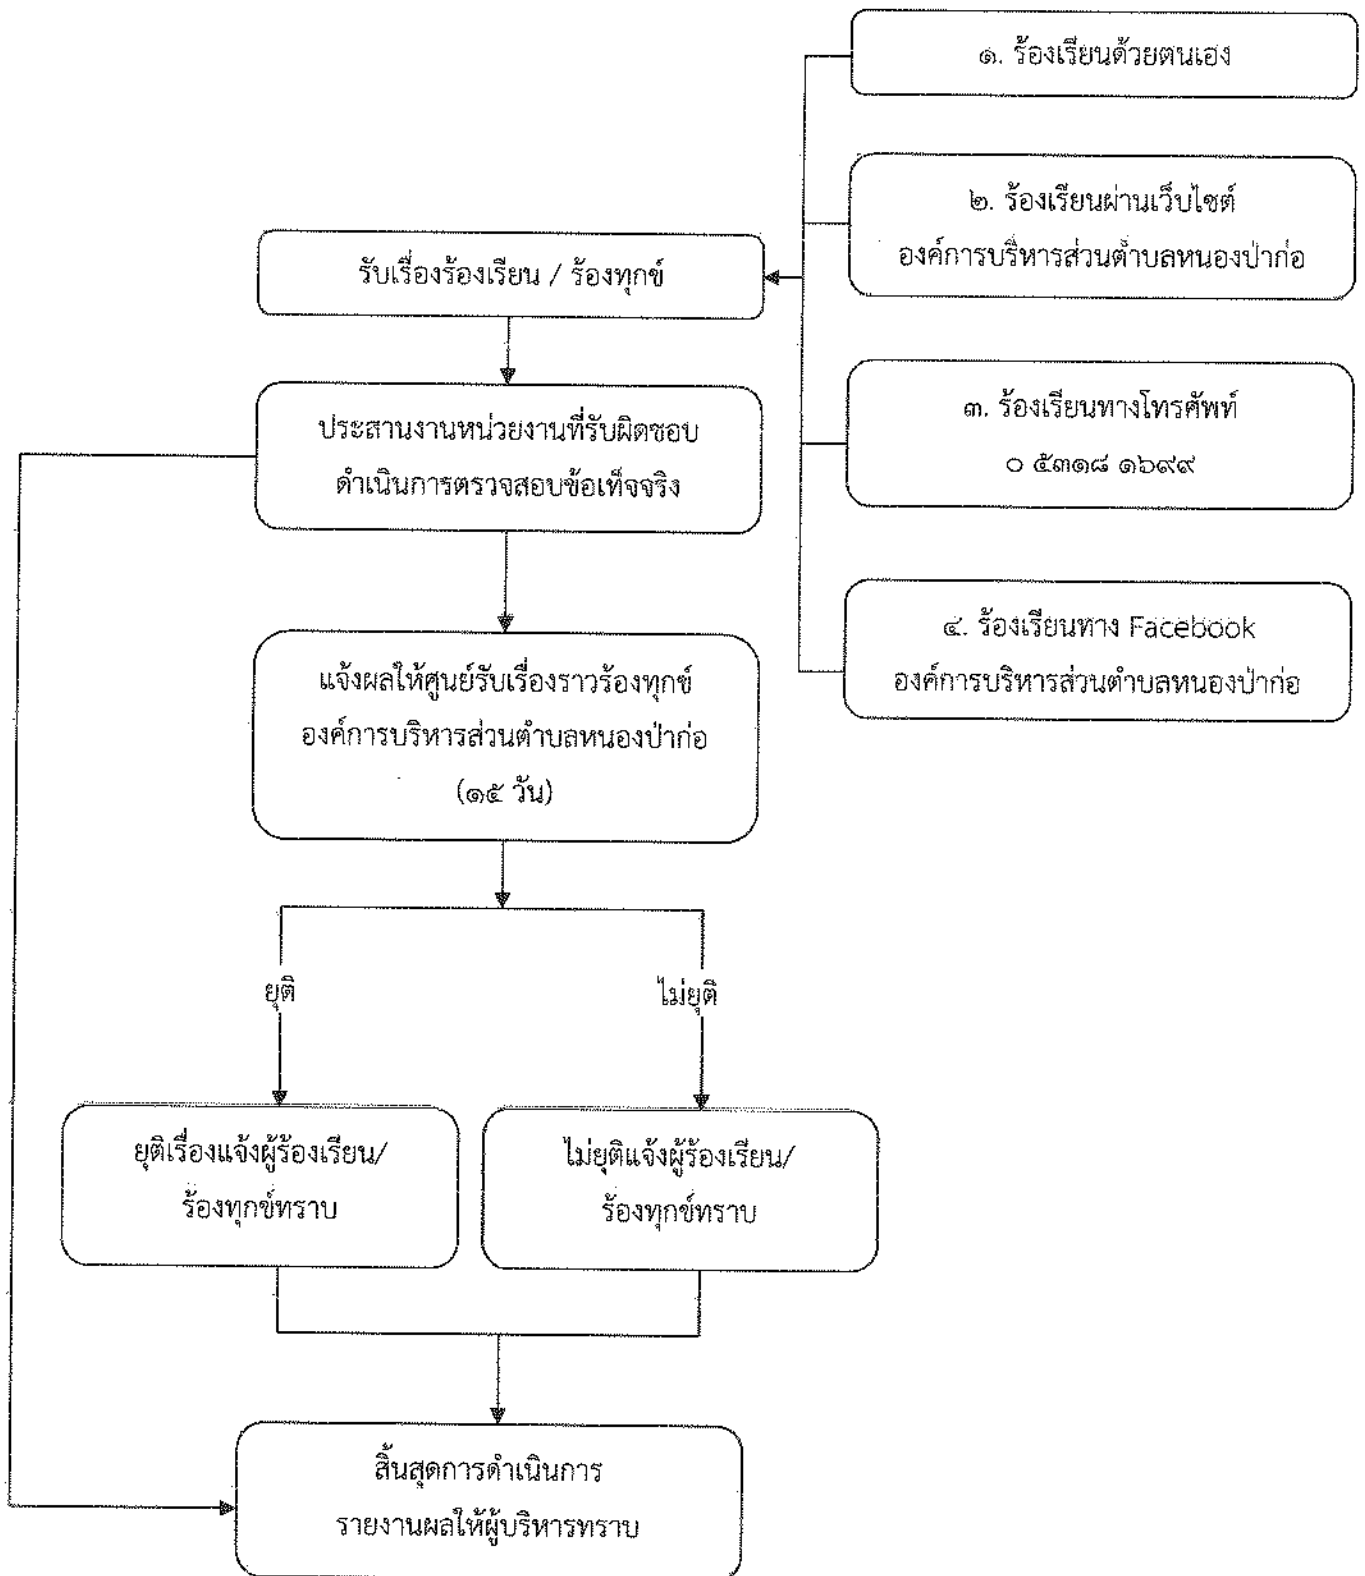 ๑. ร้องเรียนด้วยตนเอง
๒. ร้องเรียนผ่านเว็บไซต์
องค์การบริหารส่วนตำบลหนองป่าก่อ
รับเรื่องร้องเรียน / ร้องทุกข์
๓. ร้องเรียนทางโทรศัพท์
๐ ๕๓๑๘ ๑๖๙๙
ประสานงานหน่วยงานที่รับผิดชอบ
ดำเนินการตรวจสอบข้อเท็จจริง
๔. ร้องเรียนทาง Facebook
องค์การบริหารส่วนตำบลหนองป่าก่อ
แจ้งผลให้ศูนย์รับเรื่องราวร้องทุกข์
องค์การบริหารส่วนตำบลหนองป่าก่อ
(๑๕ วัน)
ยุติ
ไม่ยุติ
ยุติเรื่องแจ้งผู้ร้องเรียน/
ร้องทุกข์ทราบ
ไม่ยุติแจ้งผู้ร้องเรียน/
ร้องทุกข์ทราบ
สิ้นสุดการดำเนินการ
รายงานผลให้ผู้บริหารทราบ